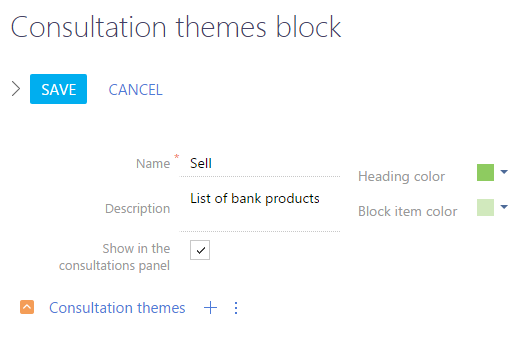 Consultation themes block
SAVE CANCEL
Name * Sell
Heading color
Description List of bank products
Block item color
Show in the
consultations panel
Consultation themes